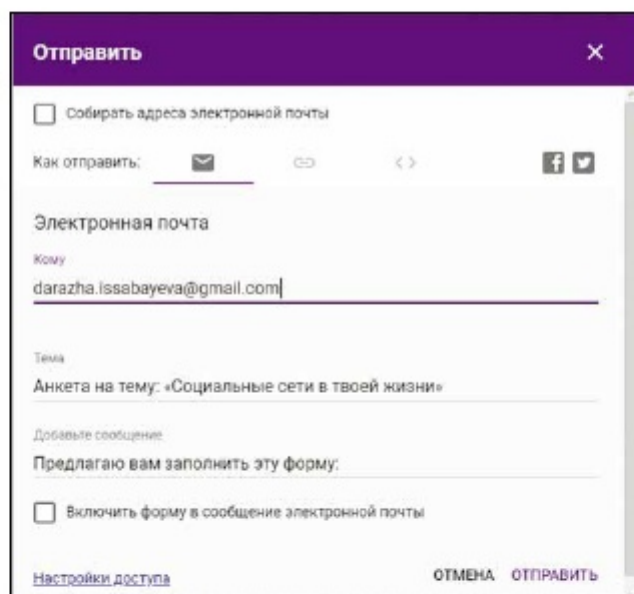 Отправить
Собирать адреса электронной почты
Как отправить:
Электронная почта
Кому
darazha.issabayeva@gmail.com
Тема
Анкета на тему: «Социальные сети в твоей жизни»
Добавьте сообщение
Предлагаю вам заполнить эту форму:
Включить форму в сообщение электронной почты
Настройки доступа ОТМЕНА ОТПРАВИТЬ